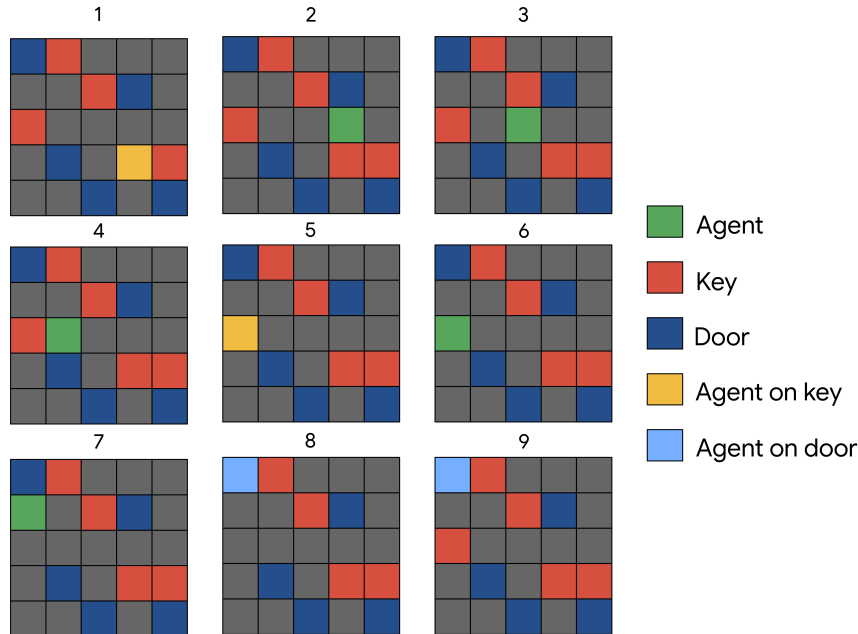 1 2 3
4 5 6
7 8 9
Agent
Key
Door
Agent on key
Agent on door